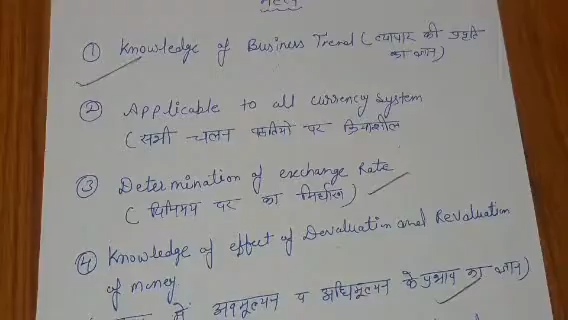 ① Knowledge of Business Trend (व्यापार की प्रवृति
का ज्ञान)
② Applicable to all currency system
(सभी चलन पद्धतियो पर क्रियाशील
③ Determination of exchange Rate
(विनिमय दर का निर्धारण)
④ Knowledge of effect of Devaluation and Revaluation
of money
में अवमूल्यन व अधिमूल्यन के प्रभाव का ज्ञान)